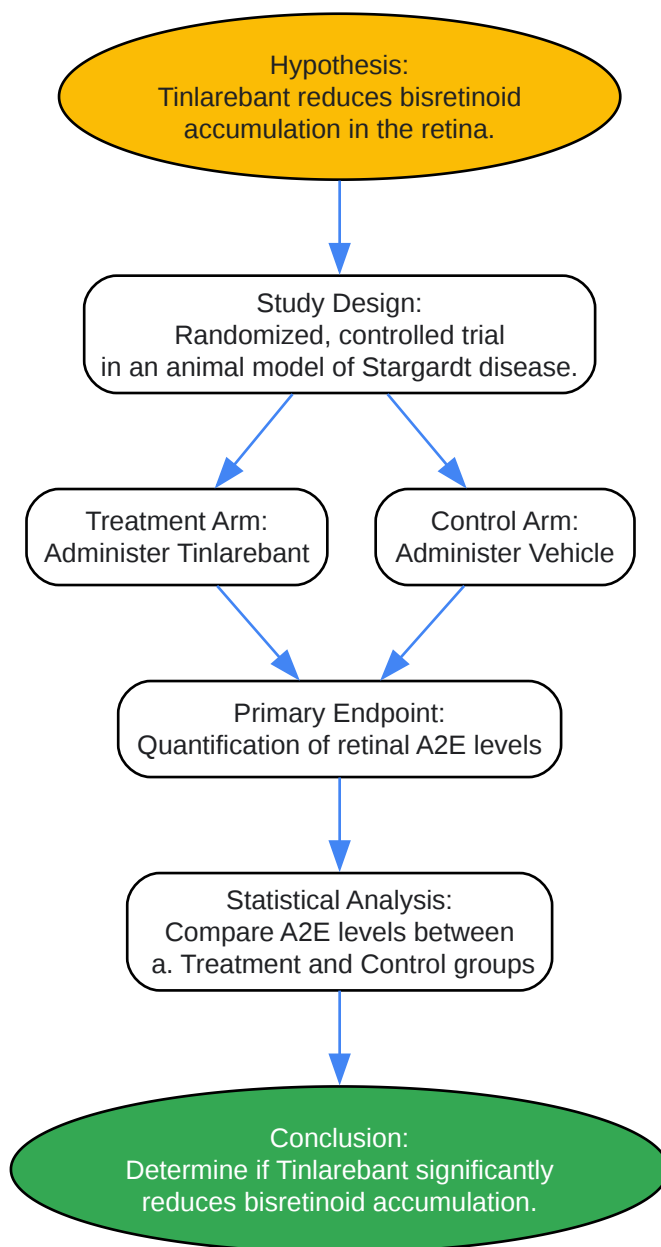 Hypothesis:
Tinlarebant reduces bisretinoid
accumulation in the retina.
Study Design:
Randomized, controlled trial
in an animal model of Stargardt disease.
Treatment Arm:
Administer Tinlarebant
Control Arm:
Administer Vehicle
Primary Endpoint:
Quantification of retinal A2E levels
Statistical Analysis:
Compare A2E levels between
a. Treatment and Control groups
Conclusion:
Determine if Tinlarebant significantly
reduces bisretinoid accumulation.